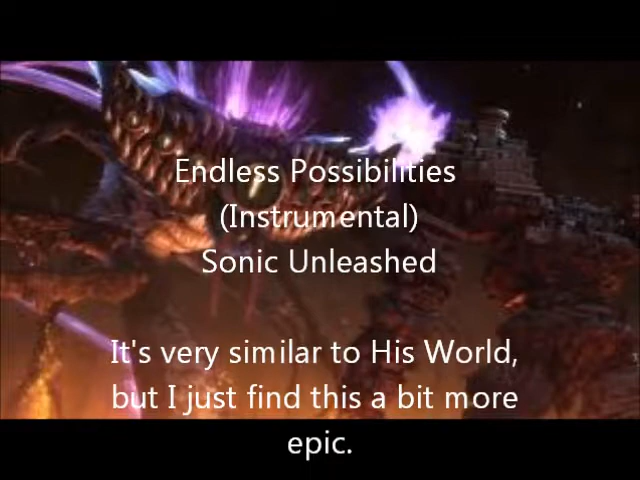 Endless Possibilities
(Instrumental)
Sonic Unleashed
It's very similar to His World,
but I just find this a bit more
epic.